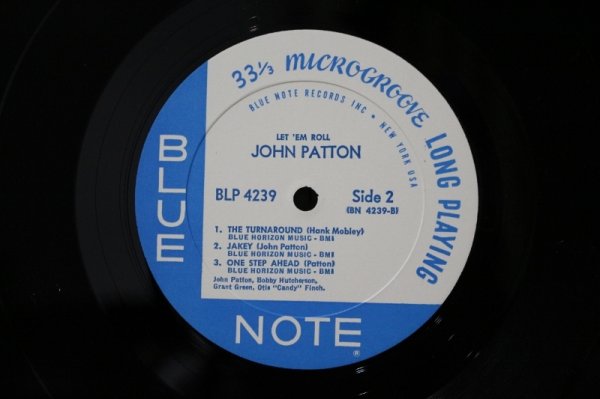 33⅓ MICROGROOVE LONG PLAYING
BLUE NOTE RECORDS INC • NEW YORK USA
LET 'EM ROLL
JOHN PATTON
BLP 4239 Side 2
(BN 4239-B)
1. THE TURNAROUND (Hank Mobley)
BLUE HORIZON MUSIC - BMI
2. JAKEY (John Patton)
BLUE HORIZON MUSIC - BMI
3. ONE STEP AHEAD (Patton)
BLUE HORIZON MUSIC - BMI
John Patton, Bobby Hutcherson,
Grant Green, Otis "Candy" Finch.
BLUE
NOTE
®